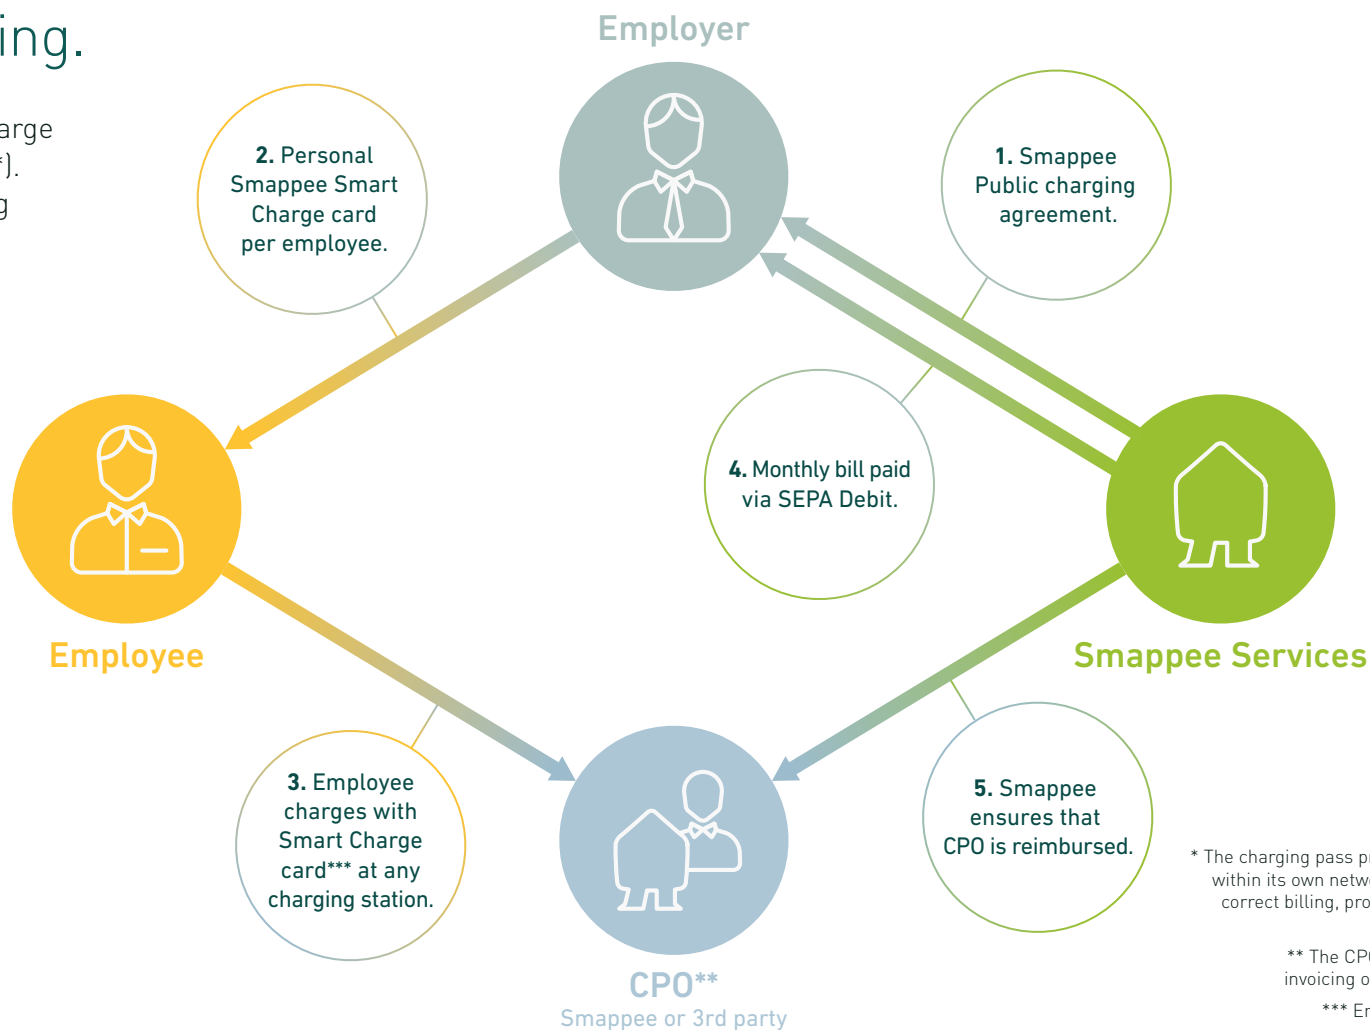 ing.
arge
*).
g
Employer
2. Personal
Smappee Smart
Charge card
per employee.
1. Smappee
Public charging
agreement.
4. Monthly bill paid
via SEPA Debit.
Employee
Smappee Services
3. Employee
charges with
Smart Charge
card*** at any
charging station.
5. Smappee
ensures that
CPO is reimbursed.
CPO**
Smappee or 3rd party
* The charging pass pr
within its own netw
correct billing, pro
** The CP
invoicing o
*** E